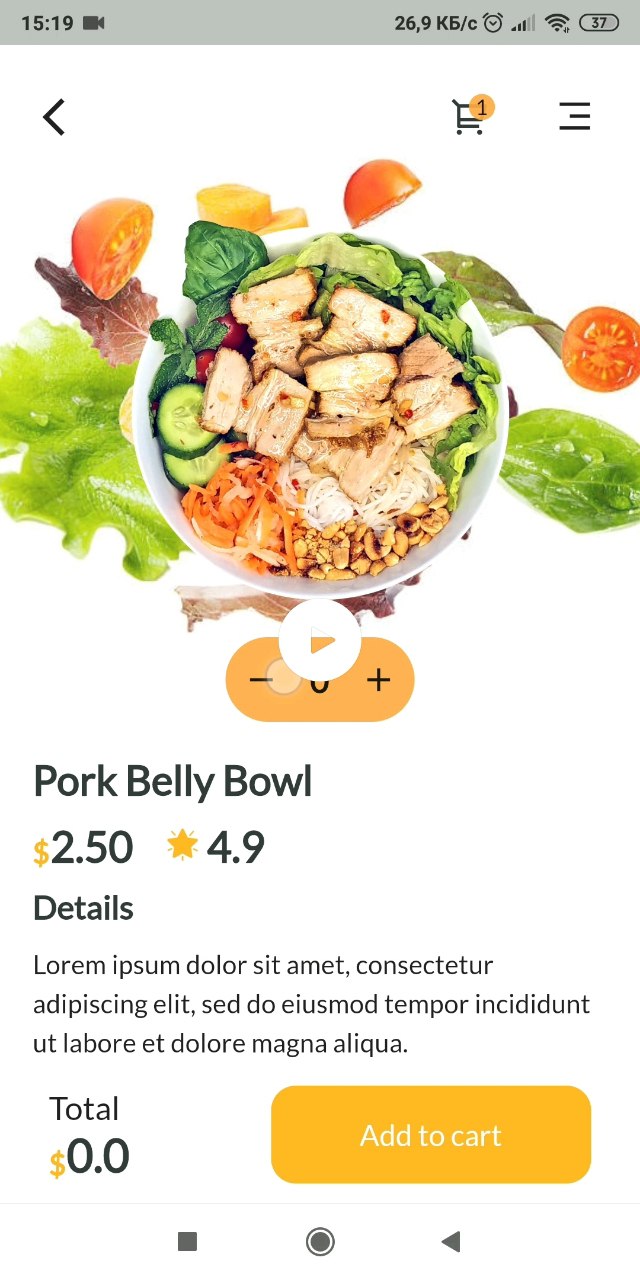 15:19 26,9 КБ/с 37
1
− 0 +
Pork Belly Bowl
$2.50 4.9
Details
Lorem ipsum dolor sit amet, consectetur
adipiscing elit, sed do eiusmod tempor incididunt
ut labore et dolore magna aliqua.
Total
$0.0
Add to cart